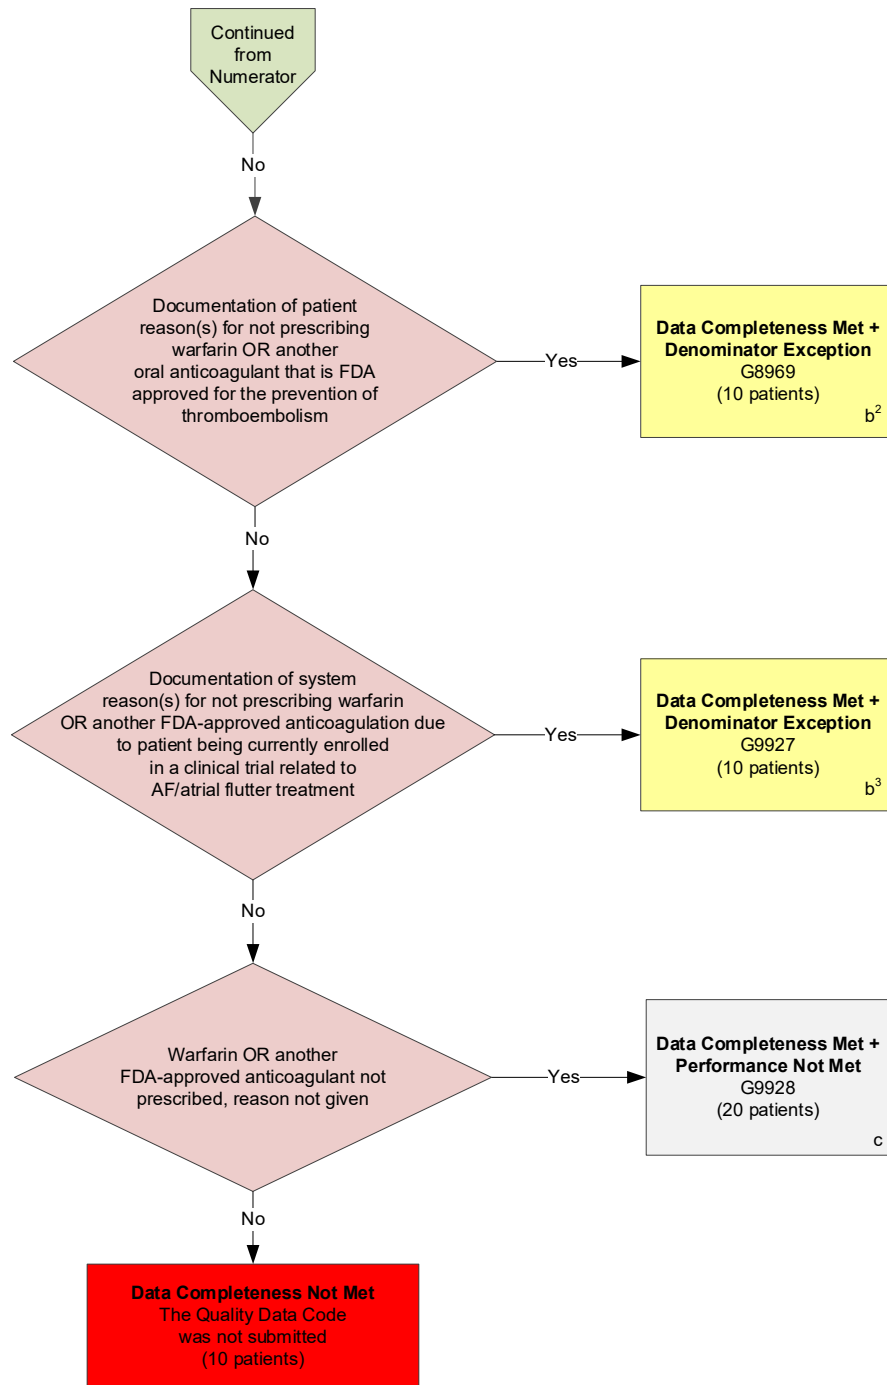 Continued
from
Numerator
No
Documentation of patient
reason(s) for not prescribing
warfarin OR another
oral anticoagulant that is FDA
approved for the prevention of
thromboembolism
Yes
Data Completeness Met +
Denominator Exception
G8969
(10 patients)
b²
No
Documentation of system
reason(s) for not prescribing warfarin
OR another FDA-approved anticoagulation due
to patient being currently enrolled
in a clinical trial related to
AF/atrial flutter treatment
Yes
Data Completeness Met +
Denominator Exception
G9927
(10 patients)
b³
No
Warfarin OR another
FDA-approved anticoagulant not
prescribed, reason not given
Yes
Data Completeness Met +
Performance Not Met
G9928
(20 patients)
c
No
Data Completeness Not Met
The Quality Data Code
was not submitted
(10 patients)